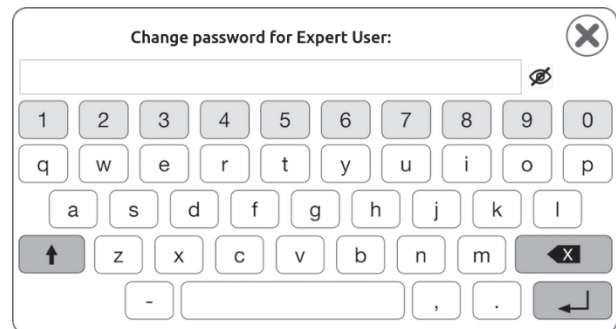 Change password for Expert User:
1 2 3 4 5 6 7 8 9 0
q w e r t y u i o p
a s d f g h j k l
z x c v b n m X
- , .